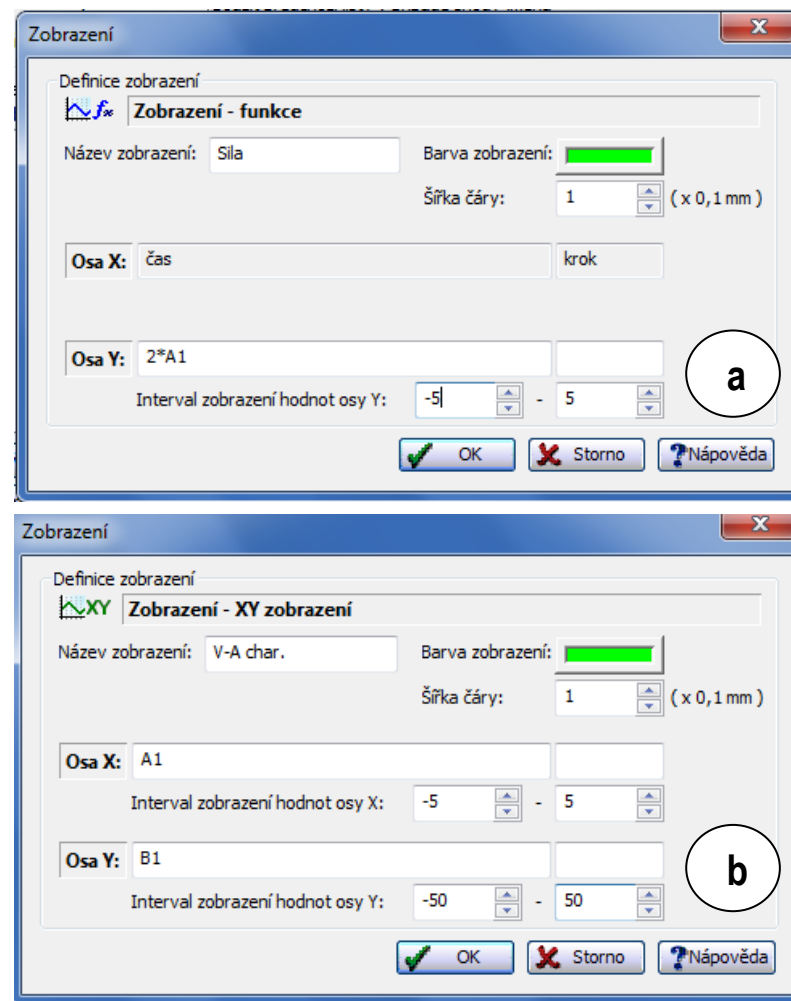 Zobrazení
x
Definice zobrazení
fx Zobrazení - funkce
Název zobrazení: Sila Barva zobrazení:
Šířka čáry: 1 ( x 0,1 mm )
Osa X: čas krok
Osa Y: 2*A1
Interval zobrazení hodnot osy Y: -5 - 5
a
OK Storno ?Nápověda
Zobrazení
x
Definice zobrazení
XY Zobrazení - XY zobrazení
Název zobrazení: V-A char. Barva zobrazení:
Šířka čáry: 1 ( x 0,1 mm )
Osa X: A1
Interval zobrazení hodnot osy X: -5 - 5
Osa Y: B1
Interval zobrazení hodnot osy Y: -50 - 50
b
OK Storno ?Nápověda